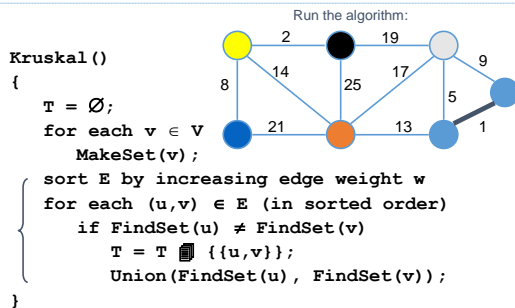 Run the algorithm:
2
19
9
8
14
25
17
5
21
13
1
Kruskal()
{
T = ∅;
for each v ∈ V
MakeSet(v);
sort E by increasing edge weight w
for each (u,v) ∈ E (in sorted order)
if FindSet(u) ≠ FindSet(v)
T = T 🗐 {{u,v}};
Union(FindSet(u), FindSet(v));
}